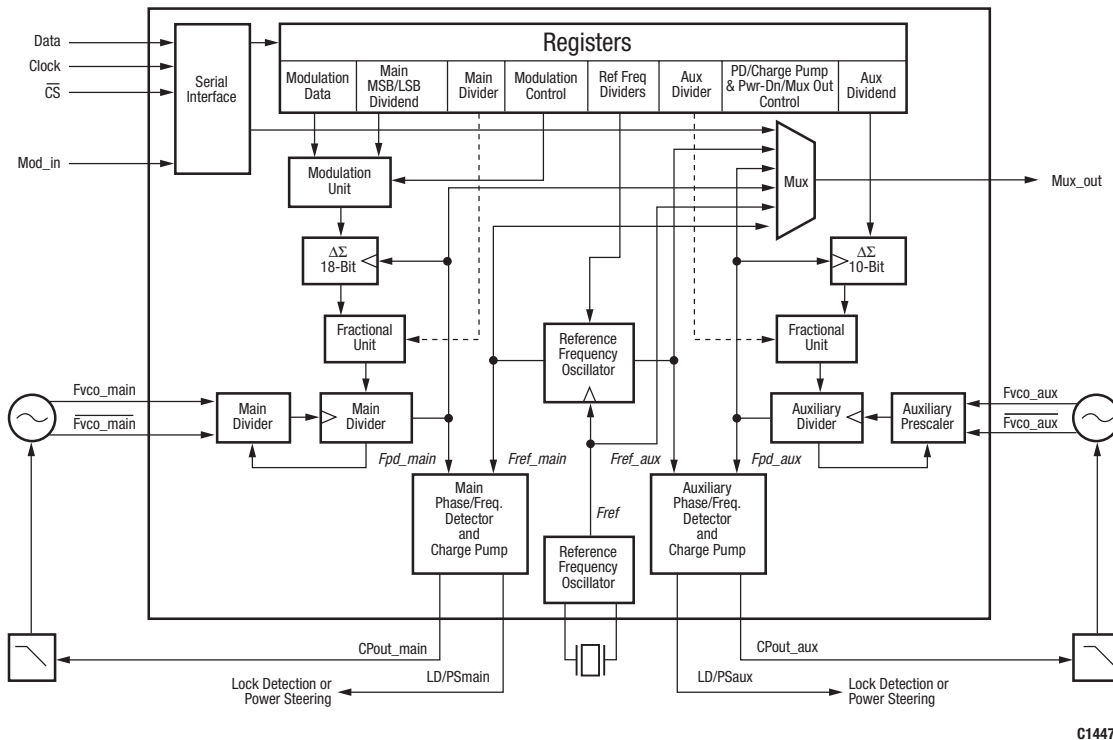 Data
Clock
CS
Mod_in
Serial
Interface
Registers
Modulation
Data
Main
MSB/LSB
Dividend
Main
Divider
Modulation
Control
Ref Freq
Dividers
Aux
Divider
PD/Charge Pump
& Pwr-Dn/Mux Out
Control
Aux
Dividend
Modulation
Unit
Mux
Mux_out
ΔΣ
18-Bit
ΔΣ
10-Bit
Fractional
Unit
Reference
Frequency
Oscillator
Fractional
Unit
Fvco_main
Fvco_main
Main
Divider
Main
Divider
Auxiliary
Divider
Auxiliary
Prescaler
Fvco_aux
Fvco_aux
Fpd_main
Fref_main
Fref_aux
Fpd_aux
Main
Phase/Freq.
Detector
and
Charge Pump
Fref
Auxiliary
Phase/Freq.
Detector
and
Charge Pump
Reference
Frequency
Oscillator
CPout_main
CPout_aux
LD/PSmain
LD/PSaux
Lock Detection or
Power Steering
Lock Detection or
Power Steering
C1447